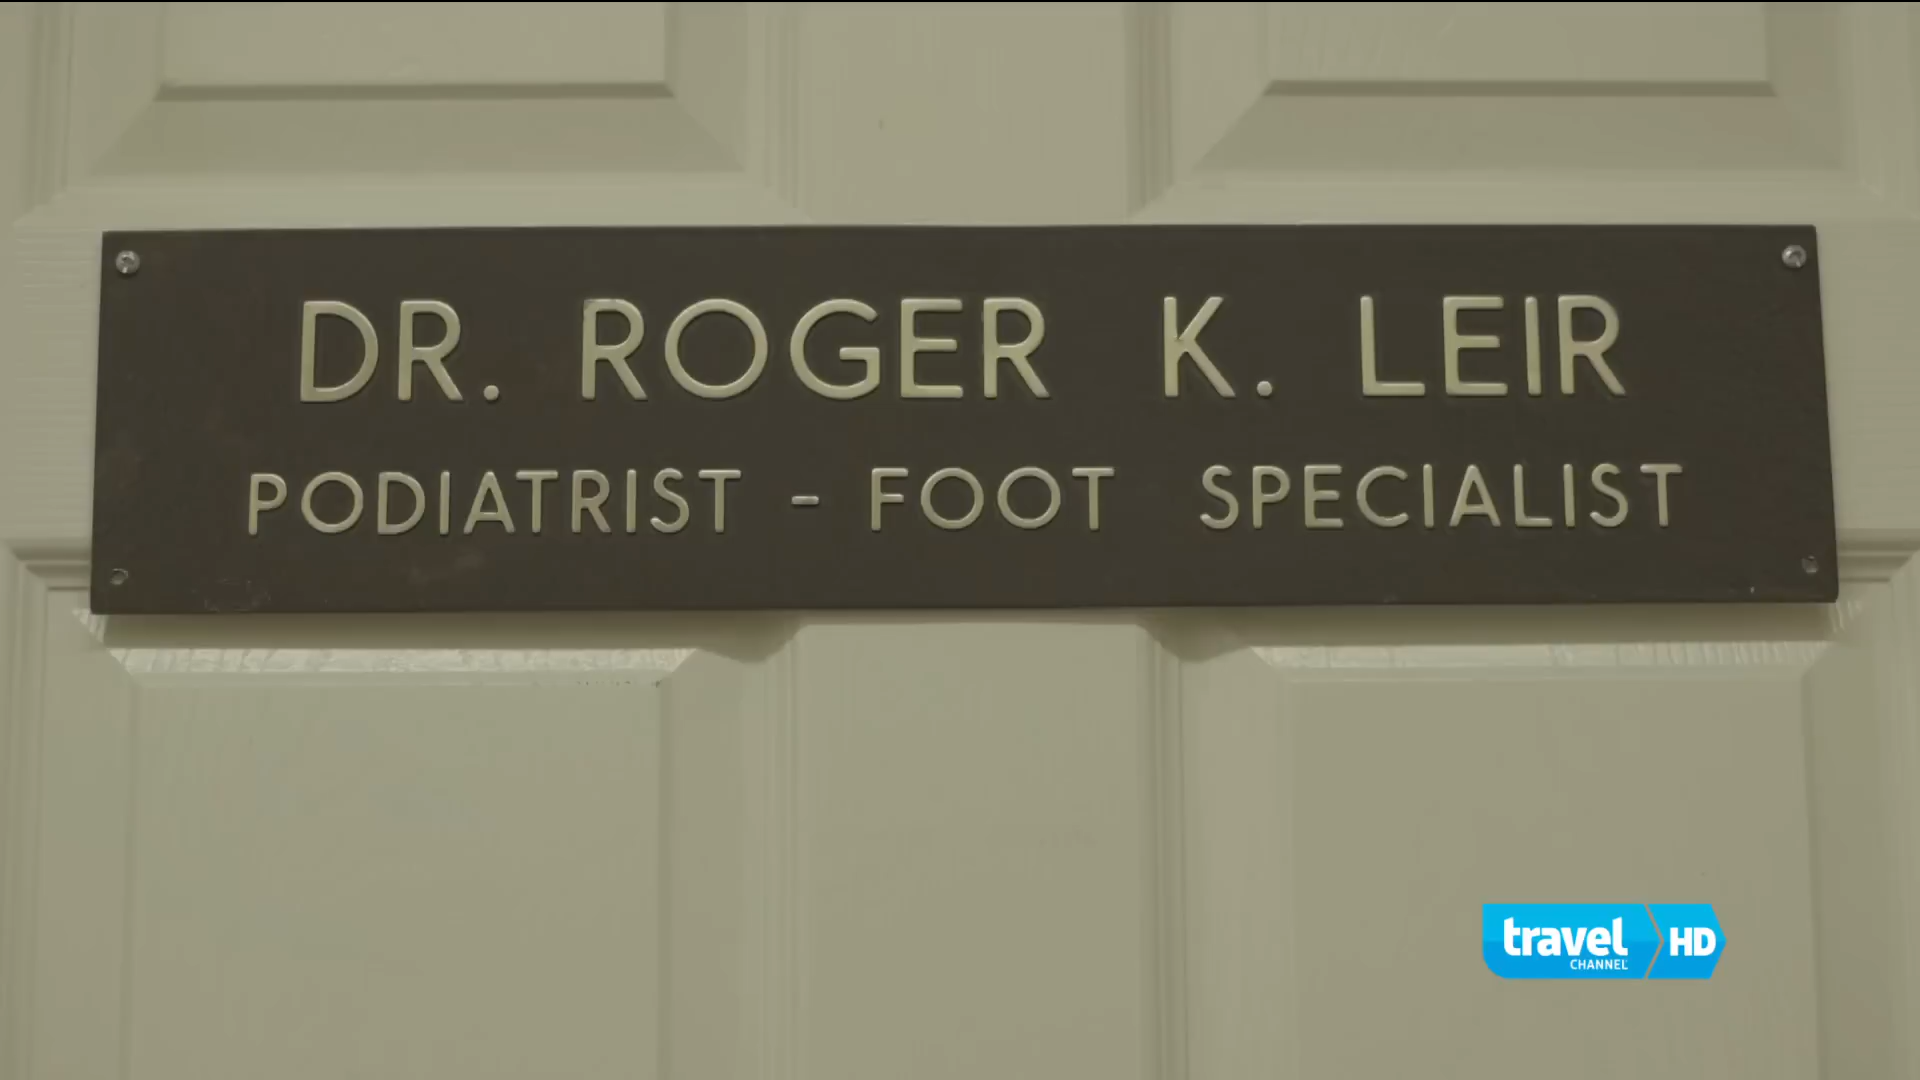 DR. ROGER K. LEIR
PODIATRIST - FOOT SPECIALIST
travel
CHANNEL
HD